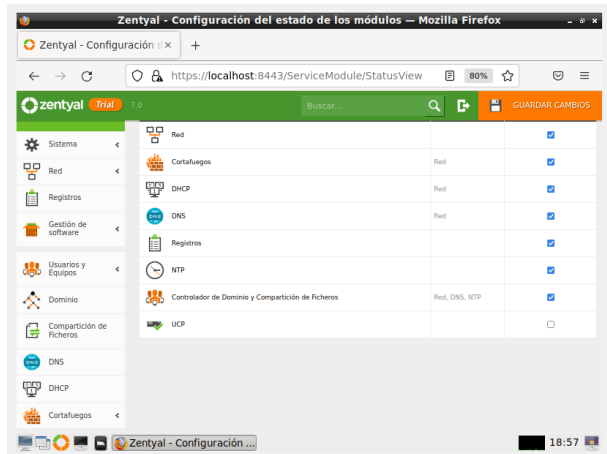 Zentyal - Configuración del estado de los módulos — Mozilla Firefox
Zentyal - Configuración d
https://localhost:8443/ServiceModule/StatusView
80%
zentyal Trial 7.0
Buscar...
GUARDAR CAMBIOS
Sistema
Red
Registros
Gestión de
software
Usuarios y
Equipos
Dominio
Compartición de
Ficheros
DNS
DHCP
Cortafuegos
Red
Cortafuegos Red
DHCP Red
DNS
DNS Red
Registros
NTP
Controlador de Dominio y Compartición de Ficheros Red, DNS, NTP
UCP
Zentyal - Configuración ...
18:57